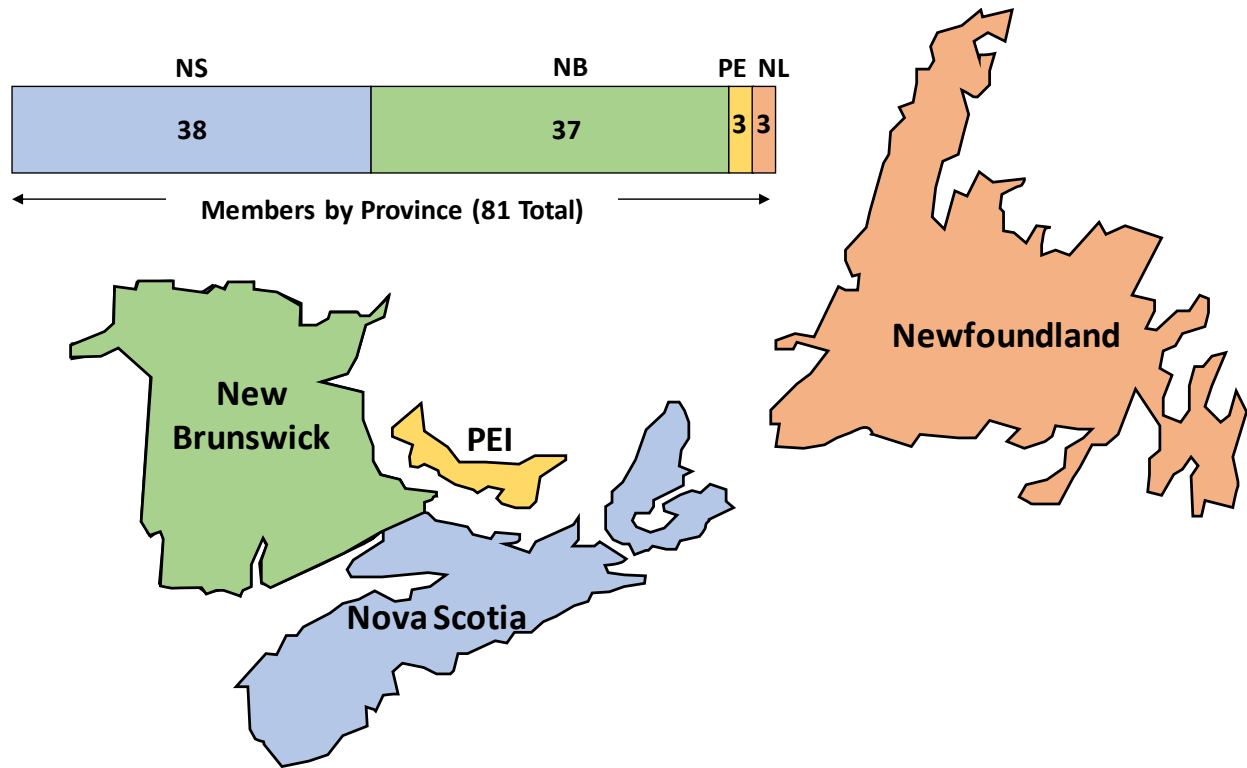 NS NB PE NL
38 37 3 3
Members by Province (81 Total)
Newfoundland
New
Brunswick
PEI
Nova Scotia